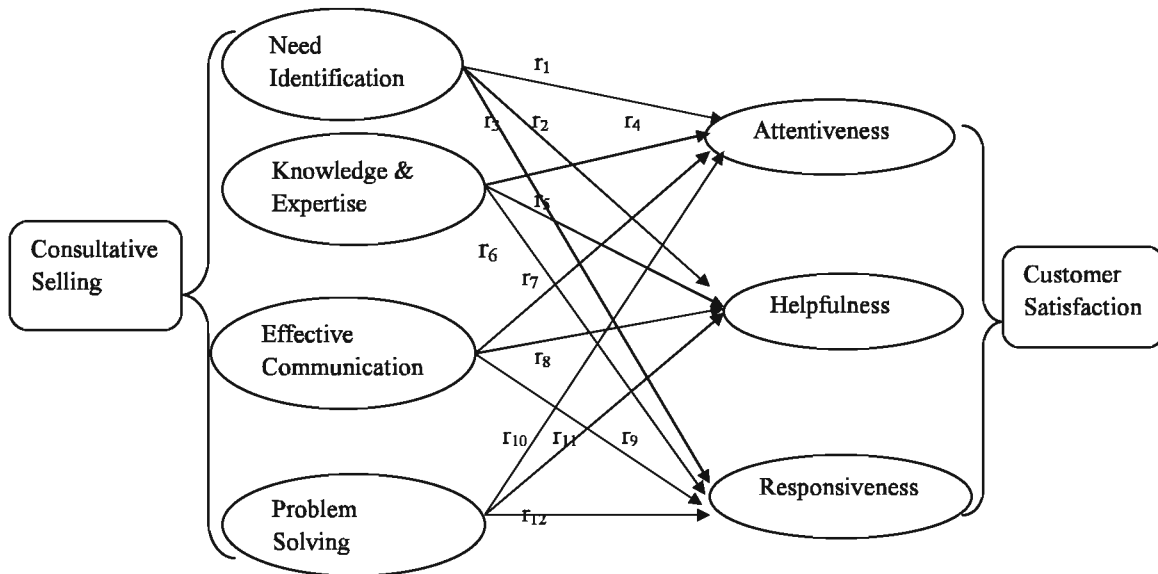 Need
Identification
r1
r3
r2
r4
Attentiveness
Knowledge &
Expertise
r5
Consultative
Selling
r6
r7
Helpfulness
Customer
Satisfaction
Effective
Communication
r8
r10
r11
r9
Responsiveness
Problem
Solving
r12